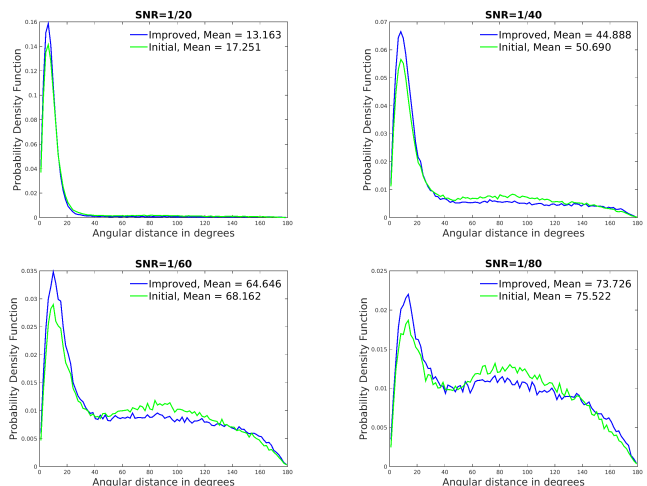 SNR=1/20
Probability Density Function
0.16
0.14
0.12
0.1
0.08
0.06
0.04
0.02
0
Improved, Mean = 13.163
Initial, Mean = 17.251
0 20 40 60 80 100 120 140 160 180
Angular distance in degrees
SNR=1/40
Probability Density Function
0.07
0.06
0.05
0.04
0.03
0.02
0.01
0
Improved, Mean = 44.888
Initial, Mean = 50.690
0 20 40 60 80 100 120 140 160 180
Angular distance in degrees
SNR=1/60
Probability Density Function
0.035
0.03
0.025
0.02
0.015
0.01
0.005
0
Improved, Mean = 64.646
Initial, Mean = 68.162
0 20 40 60 80 100 120 140 160 180
Angular distance in degrees
SNR=1/80
Probability Density Function
0.025
0.02
0.015
0.01
0.005
0
Improved, Mean = 73.726
Initial, Mean = 75.522
0 20 40 60 80 100 120 140 160 180
Angular distance in degrees